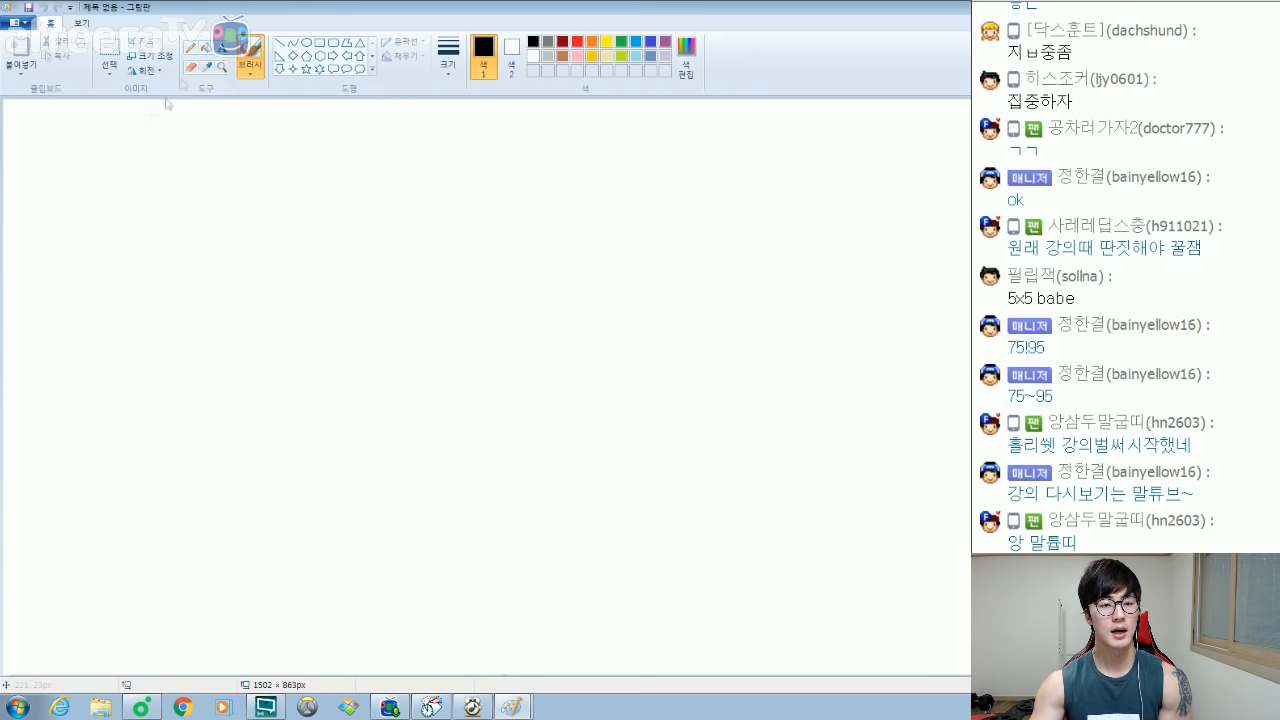 제목 없음 - 그림판
홈
보기
붙여넣기
복사
선택
크기 조정
회전
브러시
채우기
크기
색 1
색 2
색 편집
클립보드
이미지
도구
도형
색
[닥스훈트](dachshund) :
지ㅂ중좀
히스조커(ljy0601) :
집중하자
팬 공차러가자2(doctor777) :
ㄱㄱ
매니저 정한결(bainyellow16) :
ok
팬 사레레딥스충(h911021) :
원래 강의때 딴짓해야 꿀잼
필립잭(sollna) :
5x5 babe
매니저 정한결(bainyellow16) :
75!95
매니저 정한결(bainyellow16) :
75~95
팬 앙삼두말굽띠(hn2603) :
홀리쉣 강의벌써시작했네
매니저 정한결(bainyellow16) :
강의 다시보기는 말튜브~
팬 앙삼두말굽띠(hn2603) :
앙 말튭띠
221, 23px
1502 × 863px